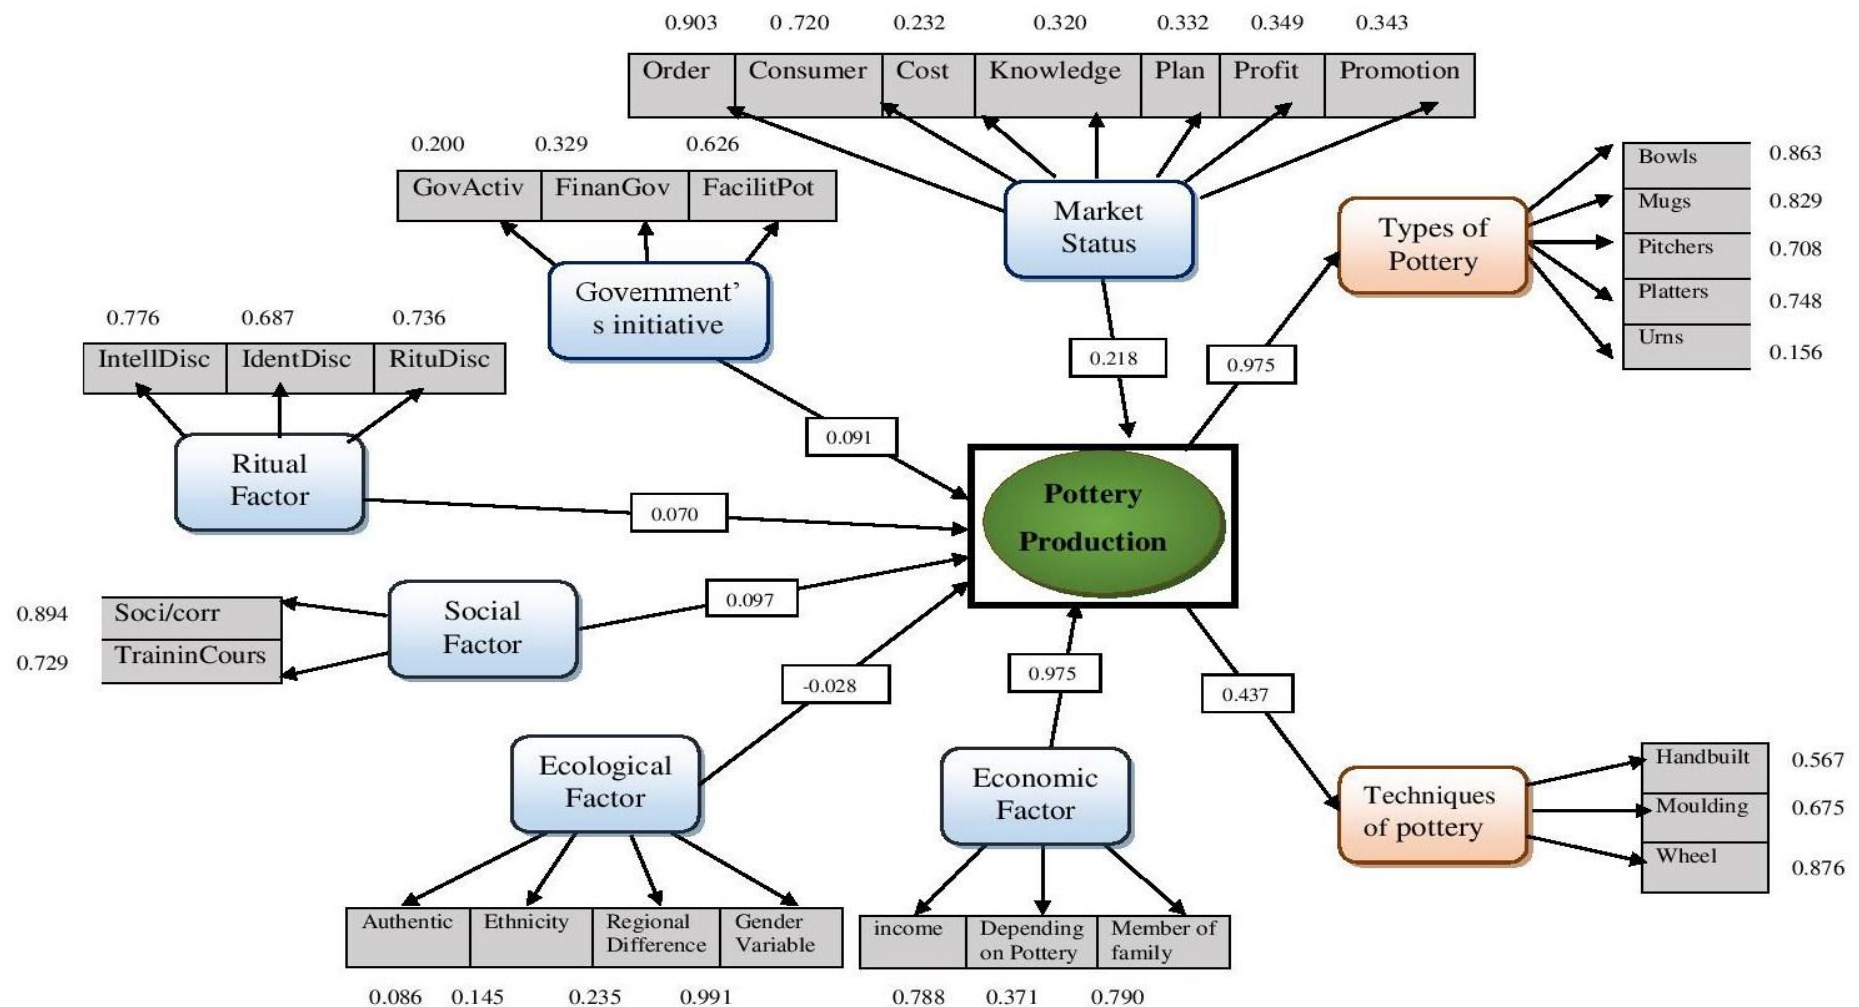 0.903 0 .720 0.232 0.320 0.332 0.349 0.343
Order Consumer Cost Knowledge Plan Profit Promotion
0.200 0.329 0.626
GovActiv FinanGov FacilitPot
Market
Status
Types of
Pottery
Bowls 0.863
Mugs 0.829
Pitchers 0.708
Platters 0.748
Urns 0.156
Government’
s initiative
0.776 0.687 0.736
IntellDisc IdentDisc RituDisc
0.218
0.975
0.091
Ritual
Factor
0.070
Pottery
Production
0.894 Soci/corr
0.729 TraininCours
Social
Factor
0.097
-0.028
0.975
0.437
Ecological
Factor
Economic
Factor
Techniques
of pottery
Handbuilt 0.567
Moulding 0.675
Wheel 0.876
Authentic Ethnicity Regional
Difference Gender
Variable
0.086 0.145 0.235 0.991
income Depending
on Pottery Member of
family
0.788 0.371 0.790